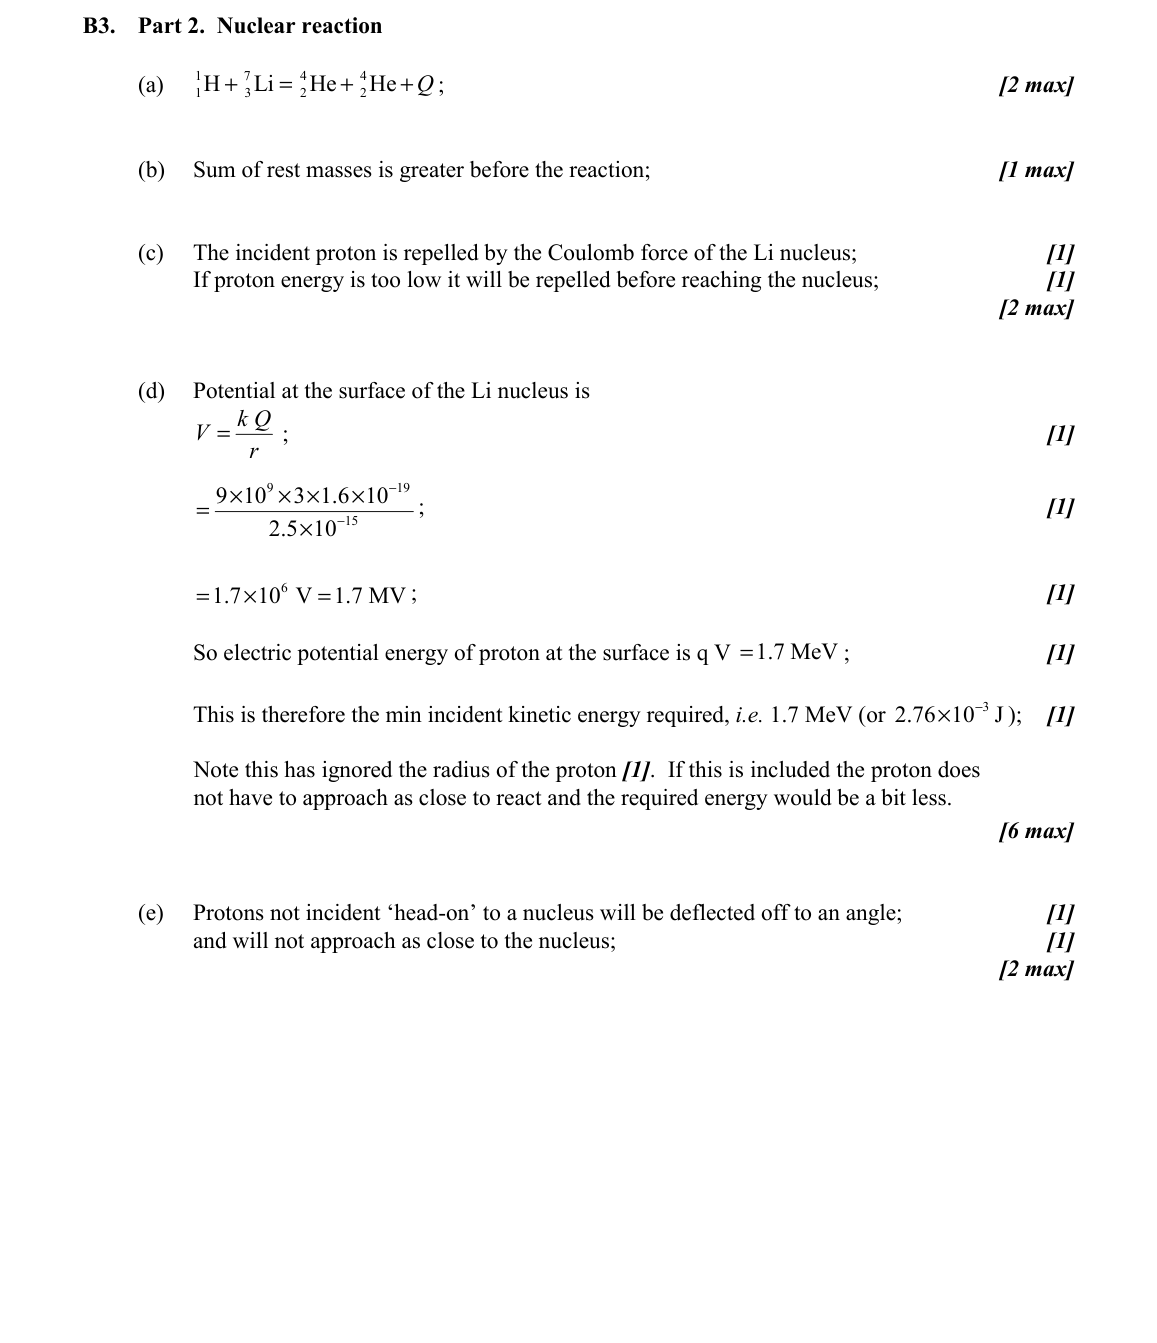 B3. Part 2. Nuclear reaction
(a) ¹₁H + ⁷₃Li = ⁴₂He + ⁴₂He + Q ; [2 max]
(b) Sum of rest masses is greater before the reaction; [1 max]
(c) The incident proton is repelled by the Coulomb force of the Li nucleus; [1]
If proton energy is too low it will be repelled before reaching the nucleus; [1]
[2 max]
(d) Potential at the surface of the Li nucleus is
V = k Q / r ; [1]
= 9×10⁹ ×3×1.6×10⁻¹⁹ / 2.5×10⁻¹⁵ ; [1]
= 1.7×10⁶ V = 1.7 MV ; [1]
So electric potential energy of proton at the surface is q V = 1.7 MeV ; [1]
This is therefore the min incident kinetic energy required, i.e. 1.7 MeV (or 2.76×10⁻³ J ); [1]
Note this has ignored the radius of the proton [1]. If this is included the proton does
not have to approach as close to react and the required energy would be a bit less.
[6 max]
(e) Protons not incident ‘head-on’ to a nucleus will be deflected off to an angle; [1]
and will not approach as close to the nucleus; [1]
[2 max]